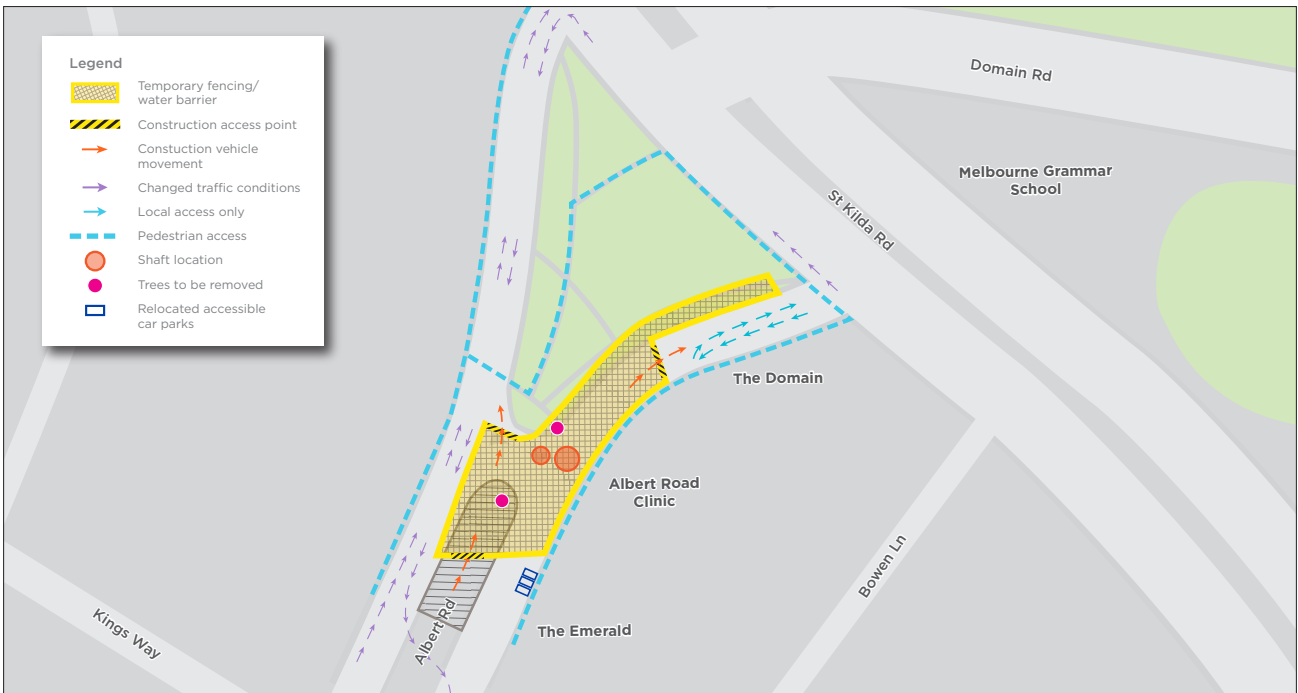 Legend
Temporary fencing/
water barrier
Construction access point
Constuction vehicle
movement
Changed traffic conditions
Local access only
Pedestrian access
Shaft location
Trees to be removed
Relocated accessible
car parks
Domain Rd
Melbourne Grammar
School
St Kilda Rd
The Domain
Albert Road
Clinic
Bowen Ln
The Emerald
Albert Rd
Kings Way